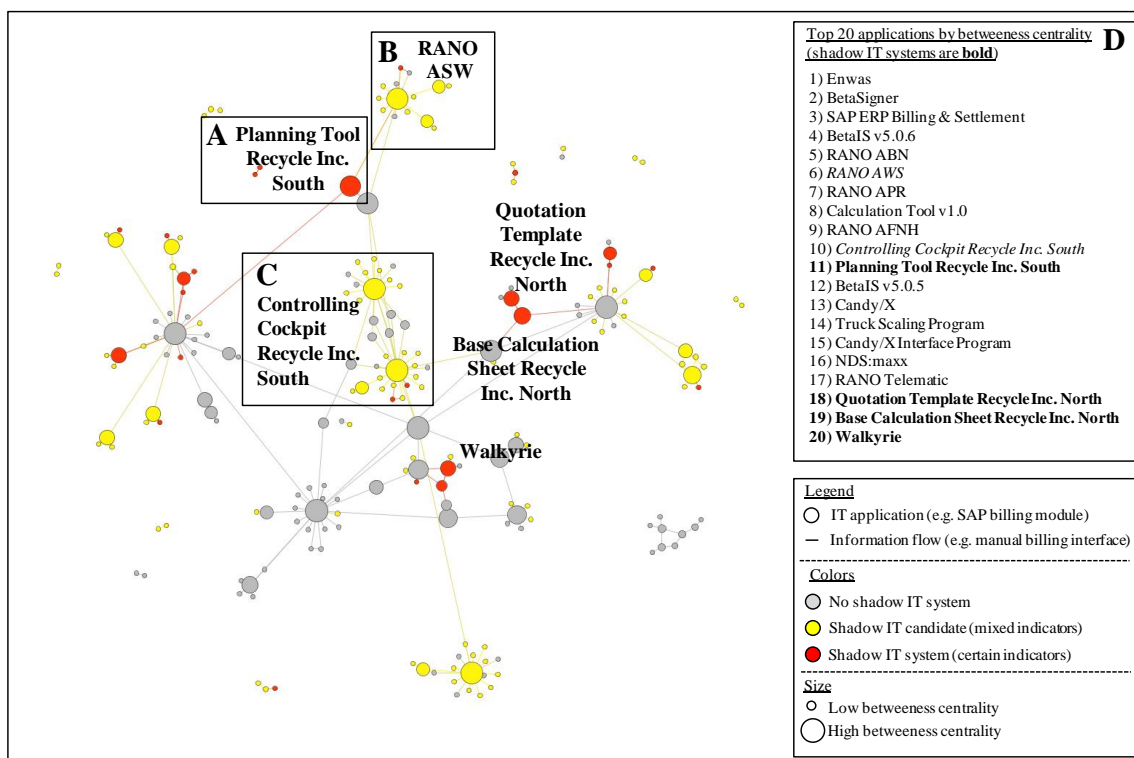 B RANO
ASW
A Planning Tool
Recycle Inc.
South
Quotation
Template
Recycle Inc.
North
C
Controlling
Cockpit
Recycle Inc.
South
Base Calculation
Sheet Recycle
Inc. North
Walkyrie
Top 20 applications by betweeness centrality D
(shadow IT systems are bold)
1) Enwas
2) BetaSigner
3) SAP ERP Billing & Settlement
4) BetaIS v5.0.6
5) RANO ABN
6) RANO AWS
7) RANO APR
8) Calculation Tool v1.0
9) RANO AFNH
10) Controlling Cockpit Recycle Inc. South
11) Planning Tool Recycle Inc. South
12) BetaIS v5.0.5
13) Candy/X
14) Truck Scaling Program
15) Candy/X Interface Program
16) NDS:maxx
17) RANO Telematic
18) Quotation Template Recycle Inc. North
19) Base Calculation Sheet Recycle Inc. North
20) Walkyrie
Legend
IT application (e.g. SAP billing module)
Information flow (e.g. manual billing interface)
Colors
No shadow IT system
Shadow IT candidate (mixed indicators)
Shadow IT system (certain indicators)
Size
Low betweeness centrality
High betweeness centrality